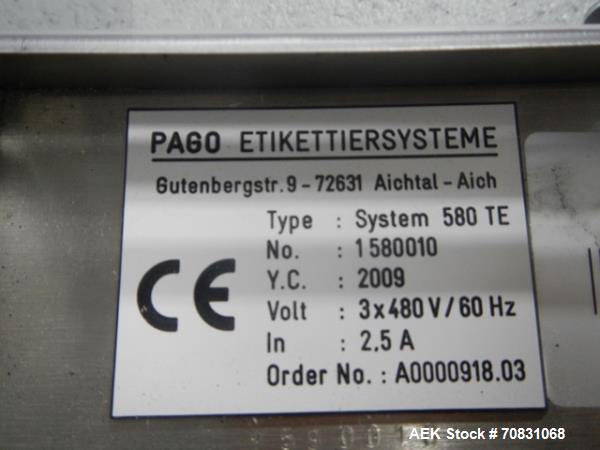 PAGO ETIKETTIERSYSTEME
Gutenbergstr. 9 - 72631 Aichtal - Aich
Type : System 580 TE
No. : 1580010
Y.C. : 2009
CE
Volt : 3x480 V / 60 Hz
In : 2,5 A
Order No. : A0000918.03
AEK Stock # 70831068